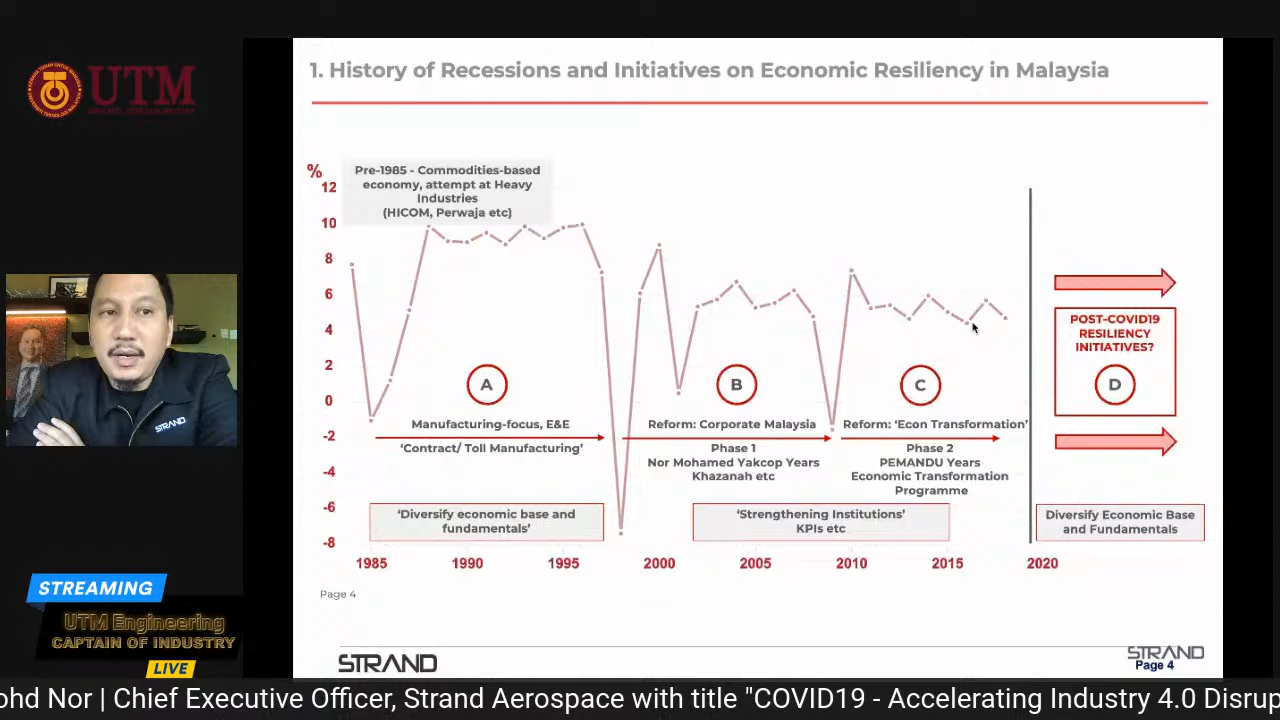 UTM
1. History of Recessions and Initiatives on Economic Resiliency in Malaysia
%
12
10
8
6
4
2
0
-2
-4
-6
-8
Pre-1985 - Commodities-based
economy, attempt at Heavy
Industries
(HICOM, Perwaja etc)
A
Manufacturing-focus, E&E
‘Contract/ Toll Manufacturing’
‘Diversify economic base and
fundamentals’
B
Reform: Corporate Malaysia
Phase 1
Nor Mohamed Yakcop Years
Khazanah etc
‘Strengthening Institutions’
KPIs etc
C
Reform: ‘Econ Transformation’
Phase 2
PEMANDU Years
Economic Transformation
Programme
POST-COVID19
RESILIENCY
INITIATIVES?
D
Diversify Economic Base
and Fundamentals
1985
1990
1995
2000
2005
2010
2015
2020
Page 4
STRAND
STRAND
Page 4
STRAND
STREAMING
UTM Engineering
CAPTAIN OF INDUSTRY
LIVE
ohd Nor | Chief Executive Officer, Strand Aerospace with title "COVID19 - Accelerating Industry 4.0 Disrup